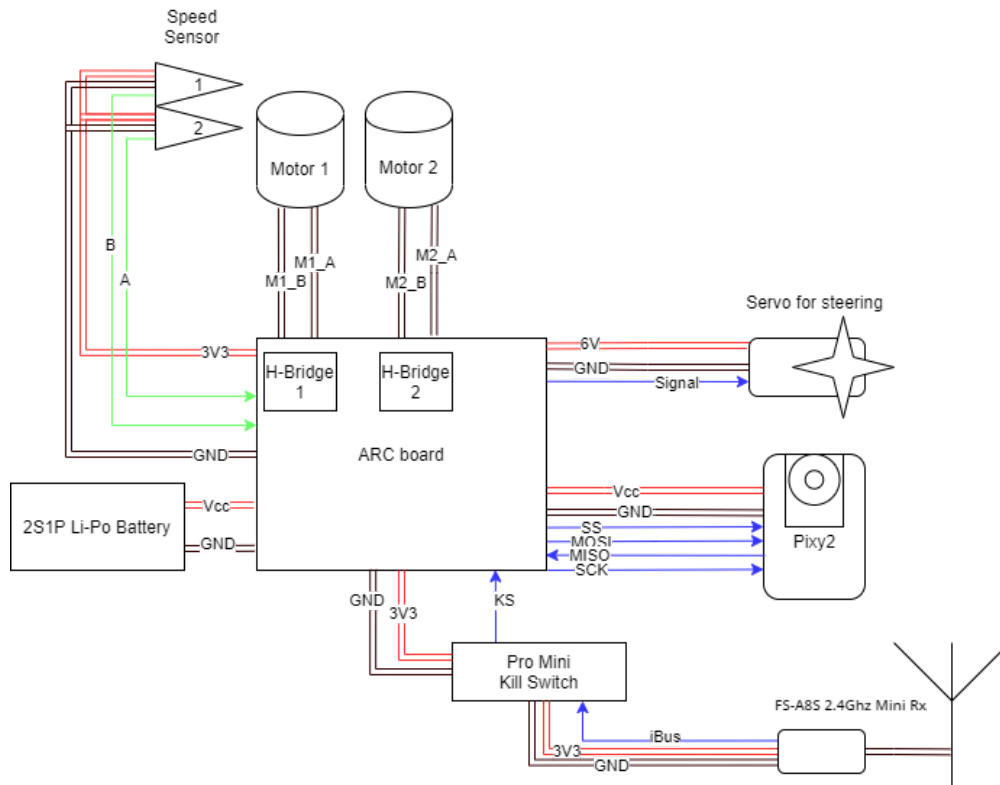 Speed
Sensor
1
2
Motor 1
Motor 2
B
A
M1_A
M1_B
M2_A
M2_B
Servo for steering
3V3
H-Bridge
1
H-Bridge
2
6V
GND
Signal
ARC board
GND
2S1P Li-Po Battery
Vcc
GND
Vcc
GND
SS
MOSI
MISO
SCK
Pixy2
GND
3V3
KS
Pro Mini
Kill Switch
FS-A8S 2.4Ghz Mini Rx
iBus
3V3
GND